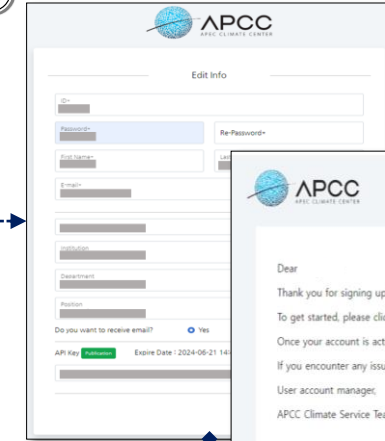 APCC
APEC CLIMATE CENTER
Edit Info
ID*
Password*
Re-Password*
First Name*
E-mail*
Institution
Department
Position
Do you want to receive email?
Yes
API Key
Expire Date : 2024-06-21 14:
APCC
APEC CLIMATE CENTER
Dear
Thank you for signing up
To get started, please clic
Once your account is act
If you encounter any issu
User account manager,
APCC Climate Service Tea